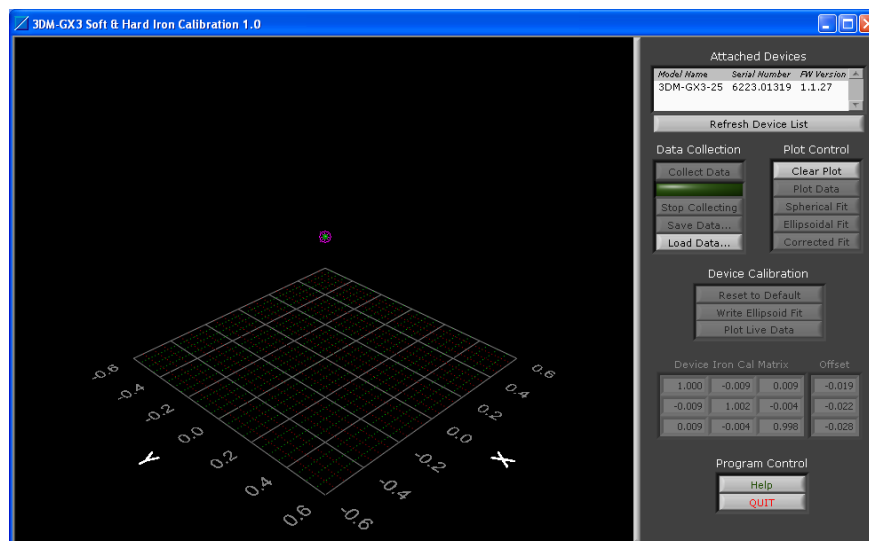 3DM-GX3 Soft & Hard Iron Calibration 1.0
Attached Devices
Model Name Serial Number FW Version
3DM-GX3-25 6223.01319 1.1.27
Refresh Device List
Data Collection Plot Control
Collect Data Clear Plot
Plot Data
Stop Collecting Spherical Fit
Save Data... Ellipsoidal Fit
Load Data... Corrected Fit
Device Calibration
Reset to Default
Write Ellipsoid Fit
Plot Live Data
Device Iron Cal Matrix Offset
1.000 -0.009 0.009 -0.019
-0.009 1.002 -0.004 -0.022
0.009 -0.004 0.998 -0.028
Program Control
Help
QUIT
-0.6 0.6
-0.4 0.4
-0.2 0.2
0.0 0.0
Y X
0.2 -0.2
0.4 -0.4
0.6 -0.6